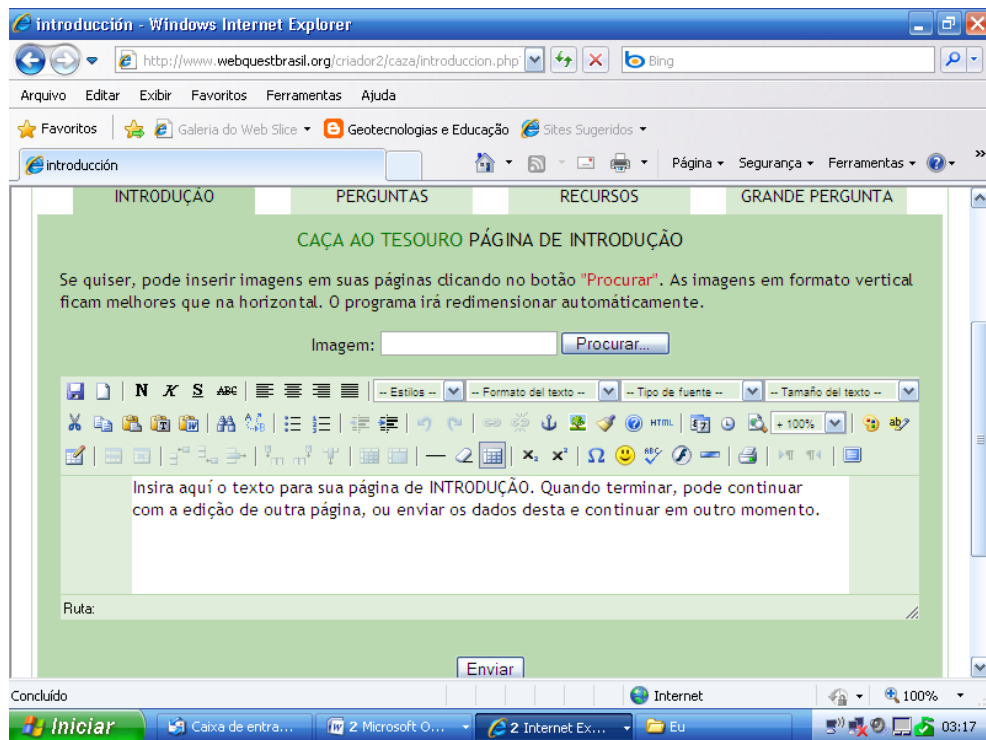 introducción - Windows Internet Explorer
http://www.webquestbrasil.org/criador2/caza/introduccion.php
Bing
Arquivo Editar Exibir Favoritos Ferramentas Ajuda
Favoritos Galeria do Web Slice Geotecnologias e Educação Sites Sugeridos
introducción Página Segurança Ferramentas
INTRODUÇÃO PERGUNTAS RECURSOS GRANDE PERGUNTA
CAÇA AO TESOURO PÁGINA DE INTRODUÇÃO
Se quiser, pode inserir imagens em suas páginas clicando no botão "Procurar". As imagens em formato vertical
ficam melhores que na horizontal. O programa irá redimensionar automáticamente.
Imagem: Procurar...
N K S ABC -- Estilos -- -- Formato del texto -- -- Tipo de fuente -- -- Tamaño del texto --
HTML + 100%
Insira aquí o texto para sua página de INTRODUÇÃO. Quando terminar, pode continuar
com a edição de outra página, ou enviar os dados desta e continuar em outro momento.
Ruta:
Enviar
Concluído Internet 100%
Iniciar Caixa de entra... 2 Microsoft O... 2 Internet Ex... Eu 03:17